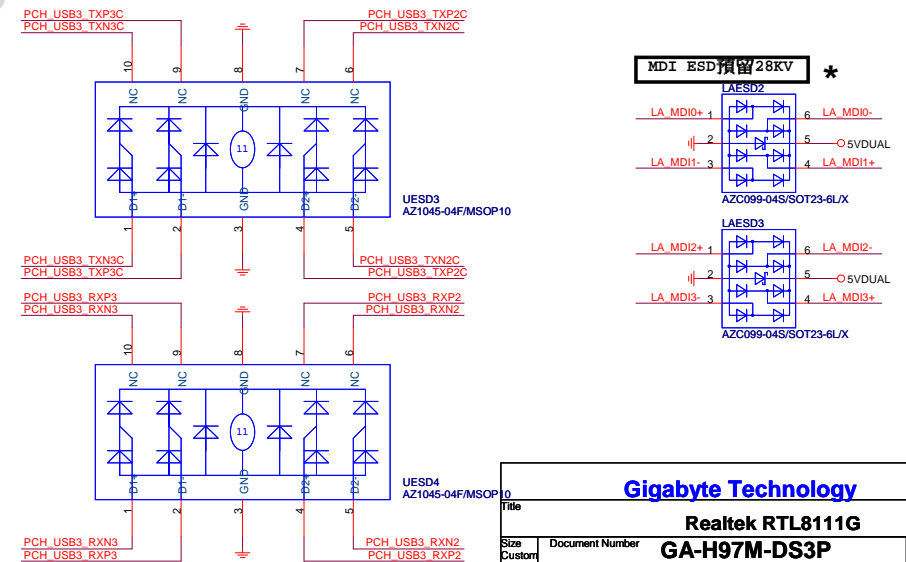 PCH_USB3_TXP3C
PCH_USB3_TXN3C
PCH_USB3_TXP2C
PCH_USB3_TXN2C
10 9 8 7 6
NC NC GND NC NC
11
D1+ D1- GND D2+ D2-
1 2 3 4 5
UESD3
AZ1045-04F/MSOP10
PCH_USB3_TXN3C
PCH_USB3_TXP3C
PCH_USB3_TXN2C
PCH_USB3_TXP2C
PCH_USB3_RXP3
PCH_USB3_RXN3
PCH_USB3_RXP2
PCH_USB3_RXN2
10 9 8 7 6
NC NC GND NC NC
11
D1+ D1- GND D2+ D2-
1 2 3 4 5
UESD4
AZ1045-04F/MSOP10
PCH_USB3_RXN3
PCH_USB3_RXP3
PCH_USB3_RXN2
PCH_USB3_RXP2
MDI ESD預留28KV *
LAESD2
LA_MDI0+ 1 6 LA_MDI0-
2 5 5VDUAL
LA_MDI1- 3 4 LA_MDI1+
AZC099-04S/SOT23-6L/X
LAESD3
LA_MDI2+ 1 6 LA_MDI2-
2 5 5VDUAL
LA_MDI3- 3 4 LA_MDI3+
AZC099-04S/SOT23-6L/X
Gigabyte Technology
Title
Realtek RTL8111G
Size Document Number
Custom GA-H97M-DS3P